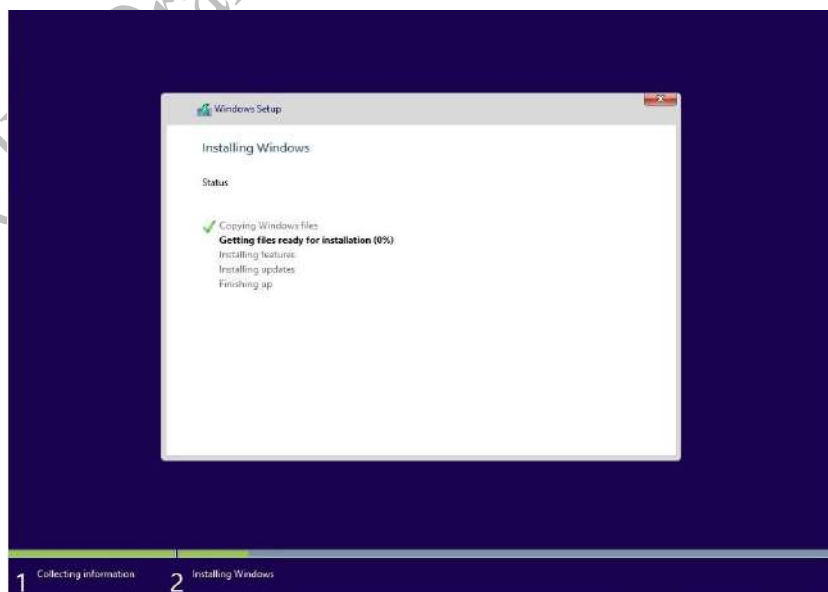 Windows Setup
Installing Windows
Status
Copying Windows files
Getting files ready for installation (0%)
Installing features
Installing updates
Finishing up
1 Collecting information 2 Installing Windows